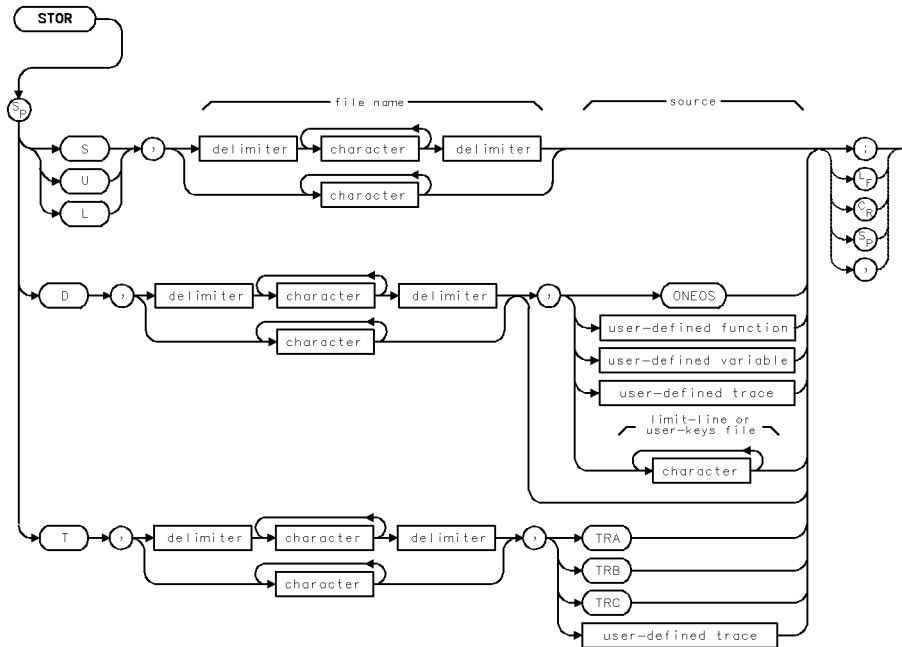 STOR
SP
file name
source
S , delimiter character delimiter ;
U character LF
L CR
SP
,
D , delimiter character delimiter , ONEOS
character user-defined function
user-defined variable
user-defined trace
limit-line or
user-keys file
character
T , delimiter character delimiter , TRA
character TRB
TRC
user-defined trace